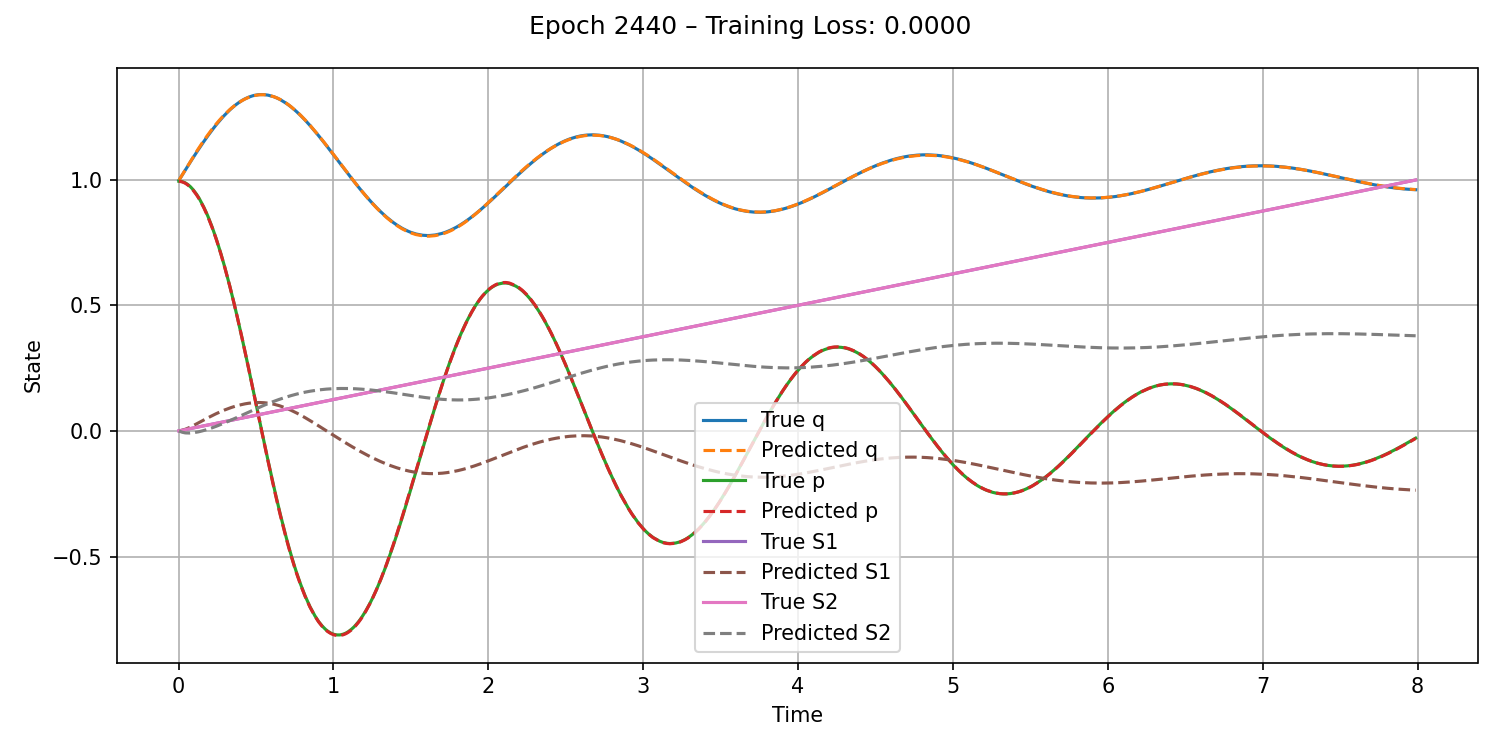 Epoch 2440 – Training Loss: 0.0000
State
1.0
0.5
0.0
−0.5
True q
Predicted q
True p
Predicted p
True S1
Predicted S1
True S2
Predicted S2
0 1 2 3 4 5 6 7 8
Time